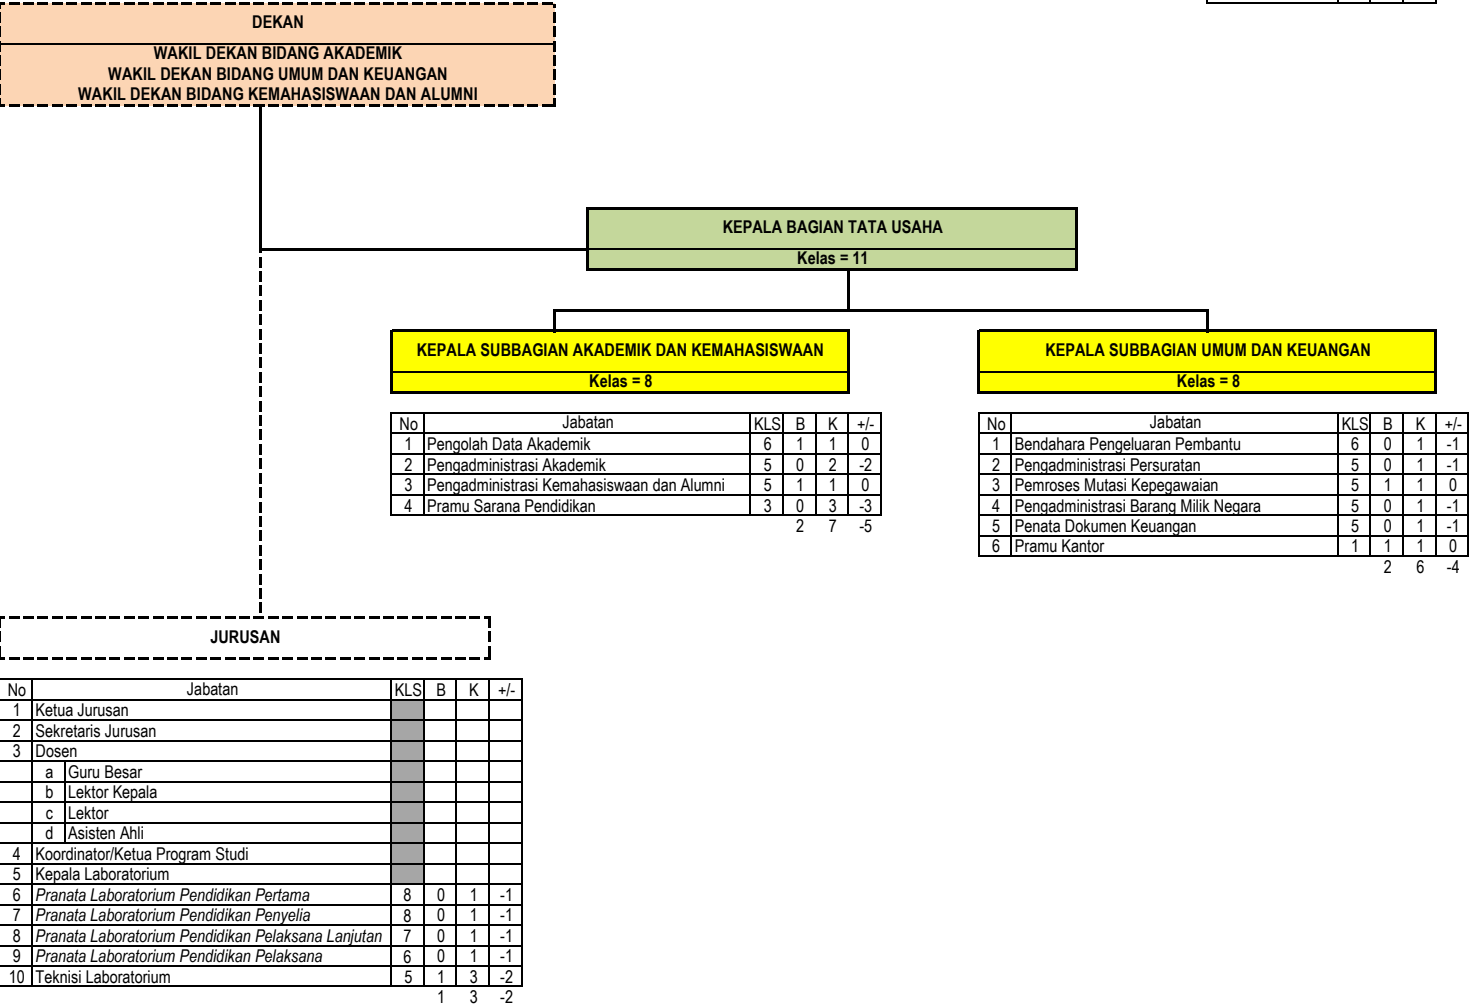 DEKAN
WAKIL DEKAN BIDANG AKADEMIK
WAKIL DEKAN BIDANG UMUM DAN KEUANGAN
WAKIL DEKAN BIDANG KEMAHASISWAAN DAN ALUMNI
KEPALA BAGIAN TATA USAHA
Kelas = 11
KEPALA SUBBAGIAN AKADEMIK DAN KEMAHASISWAAN
Kelas = 8
No Jabatan KLS B K +/-
1 Pengolah Data Akademik 6 1 1 0
2 Pengadministrasi Akademik 5 0 2 -2
3 Pengadministrasi Kemahasiswaan dan Alumni 5 1 1 0
4 Pramu Sarana Pendidikan 3 0 3 -3
2 7 -5
KEPALA SUBBAGIAN UMUM DAN KEUANGAN
Kelas = 8
No Jabatan KLS B K +/-
1 Bendahara Pengeluaran Pembantu 6 0 1 -1
2 Pengadministrasi Persuratan 5 0 1 -1
3 Pemroses Mutasi Kepegawaian 5 1 1 0
4 Pengadministrasi Barang Milik Negara 5 0 1 -1
5 Penata Dokumen Keuangan 5 0 1 -1
6 Pramu Kantor 1 1 1 0
2 6 -4
JURUSAN
No Jabatan KLS B K +/-
1 Ketua Jurusan
2 Sekretaris Jurusan
3 Dosen
a Guru Besar
b Lektor Kepala
c Lektor
d Asisten Ahli
4 Koordinator/Ketua Program Studi
5 Kepala Laboratorium
6 Pranata Laboratorium Pendidikan Pertama 8 0 1 -1
7 Pranata Laboratorium Pendidikan Penyelia 8 0 1 -1
8 Pranata Laboratorium Pendidikan Pelaksana Lanjutan 7 0 1 -1
9 Pranata Laboratorium Pendidikan Pelaksana 6 0 1 -1
10 Teknisi Laboratorium 5 1 3 -2
1 3 -2